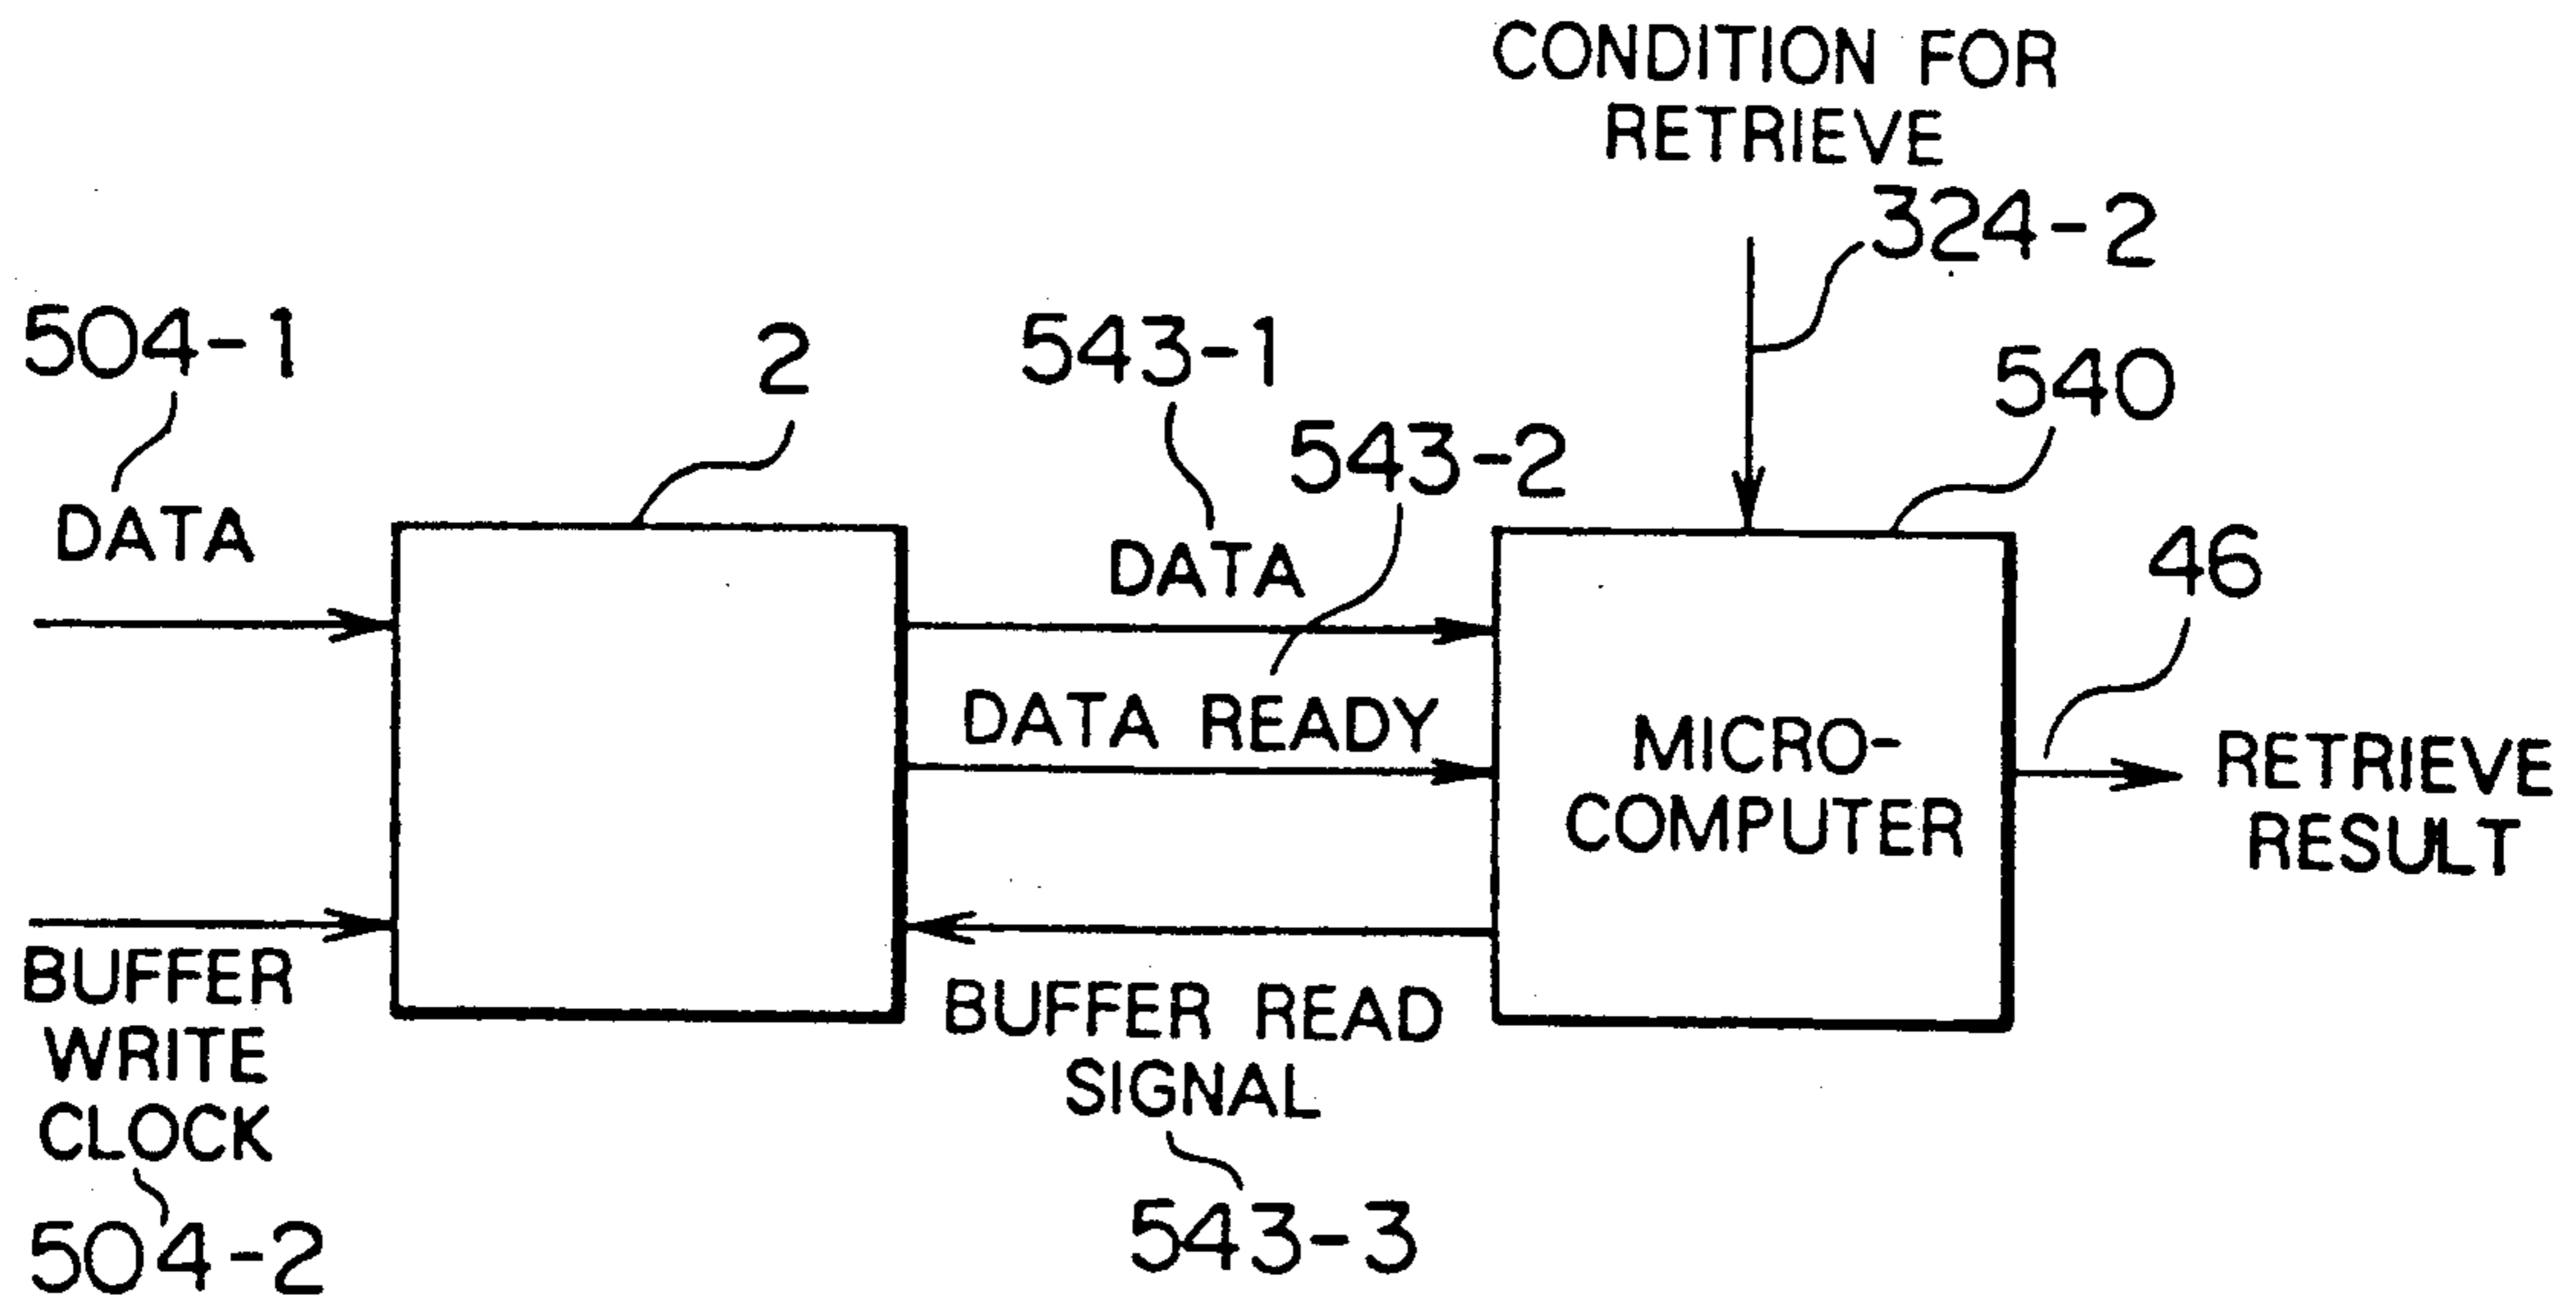 CONDITION FOR
RETRIEVE
324-2
504-1
2
543-1
543-2
540
46
DATA
DATA
DATA READY
MICRO-
COMPUTER
RETRIEVE
RESULT
BUFFER
WRITE
CLOCK
504-2
BUFFER READ
SIGNAL
543-3